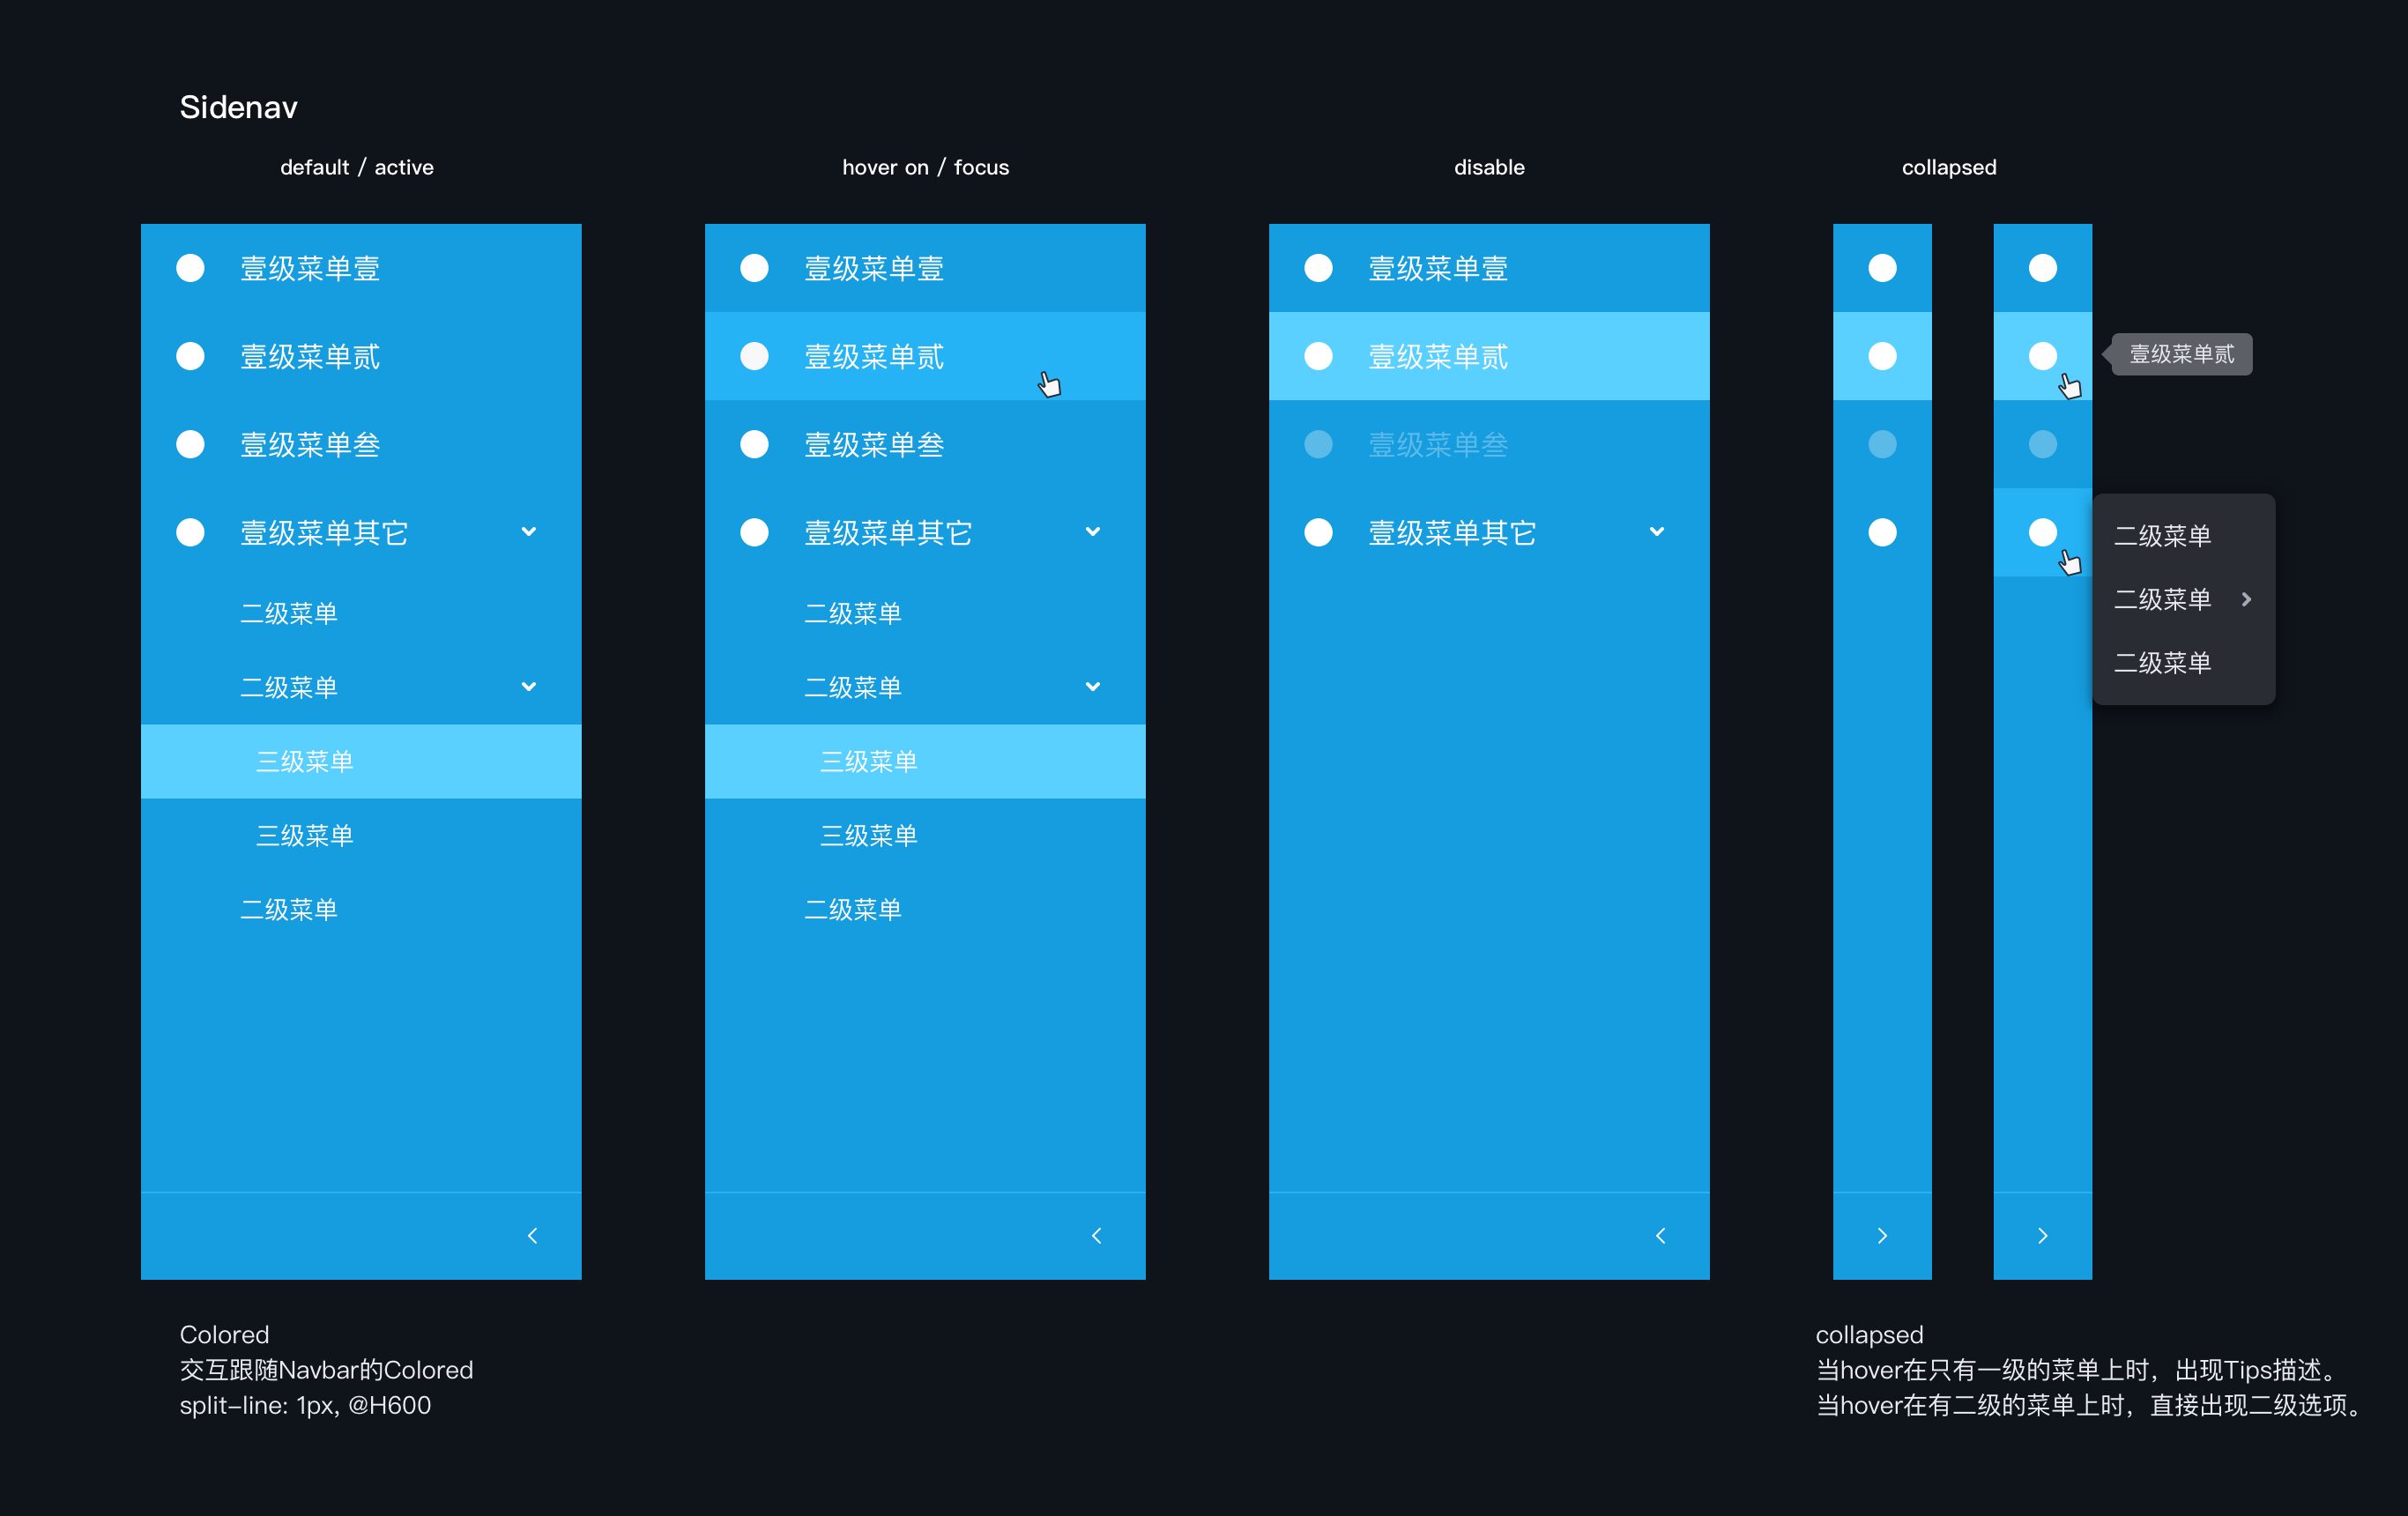 Sidenav
default / active
壹级菜单壹
壹级菜单贰
壹级菜单叁
壹级菜单其它
二级菜单
二级菜单
三级菜单
三级菜单
二级菜单
Colored
交互跟随Navbar的Colored
split-line: 1px, @H600
hover on / focus
壹级菜单壹
壹级菜单贰
壹级菜单叁
壹级菜单其它
二级菜单
二级菜单
三级菜单
三级菜单
二级菜单
disable
壹级菜单壹
壹级菜单贰
壹级菜单叁
壹级菜单其它
collapsed
壹级菜单贰
二级菜单
二级菜单
二级菜单
collapsed
当hover在只有一级的菜单上时，出现Tips描述。
当hover在有二级的菜单上时，直接出现二级选项。